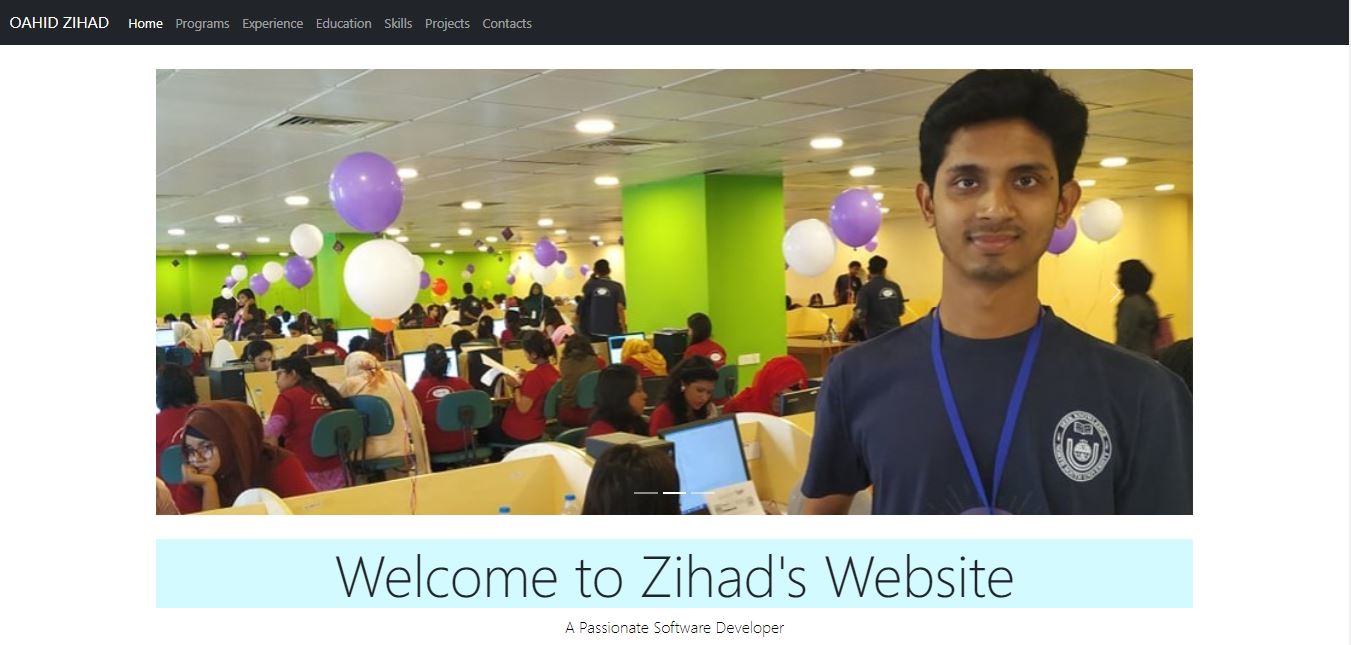 OAHID ZIHAD Home Programs Experience Education Skills Projects Contacts
Welcome to Zihad's Website
A Passionate Software Developer